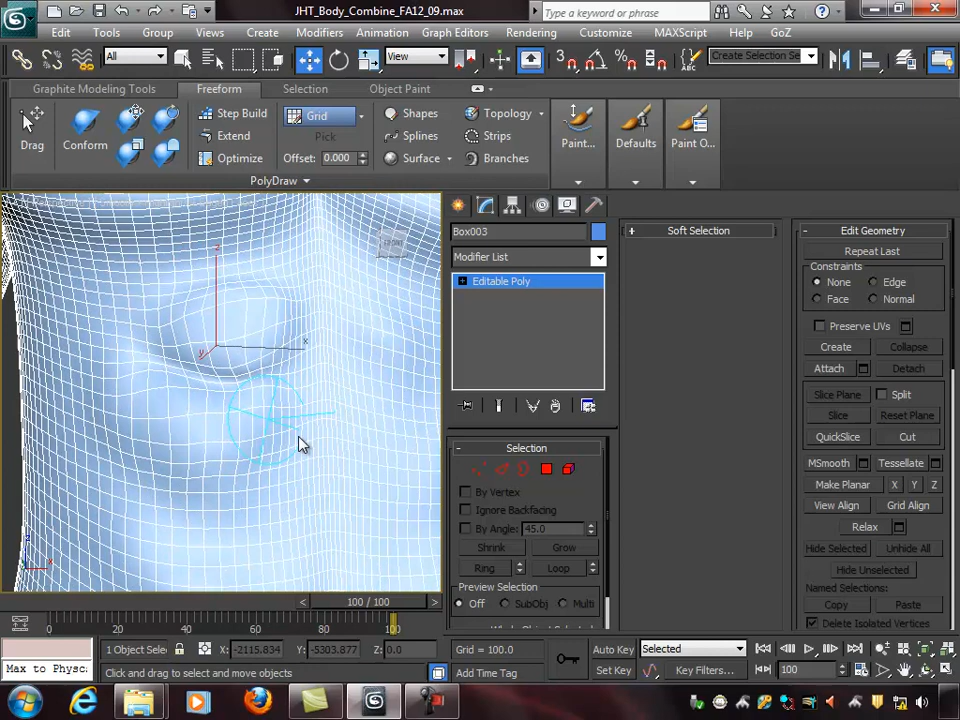 JHT_Body_Combine_FA12_09.max
Type a keyword or phrase
Edit Tools Group Views Create Modifiers Animation Graph Editors Rendering Customize MAXScript Help GoZ
All View 3 Create Selection Se
Graphite Modeling Tools Freeform Selection Object Paint
Drag Conform Step Build Extend Optimize Grid Pick Offset: 0.000 Shapes Splines Surface Topology Strips Branches Paint... Defaults Paint O...
PolyDraw
FRONT
z
x
y
z
x
Box003
Modifier List
Editable Poly
Selection
By Vertex
Ignore Backfacing
By Angle: 45.0
Shrink Grow
Ring Loop
Preview Selection
Off SubObj Multi
Soft Selection
Edit Geometry
Repeat Last
Constraints
None Edge
Face Normal
Preserve UVs
Create Collapse
Attach Detach
Slice Plane Split
Slice Reset Plane
QuickSlice Cut
MSmooth Tessellate
Make Planar X Y Z
View Align Grid Align
Relax
Hide Selected Unhide All
Hide Unselected
Named Selections:
Copy Paste
Delete Isolated Vertices
< 100 / 100 >
0 20 40 60 80 100
1 Object Selec X: -2115.834 Y: -5303.877 Z: 0.0 Grid = 100.0 Auto Key Selected
Max to Physc Click and drag to select and move objects Add Time Tag Set Key Key Filters... 100